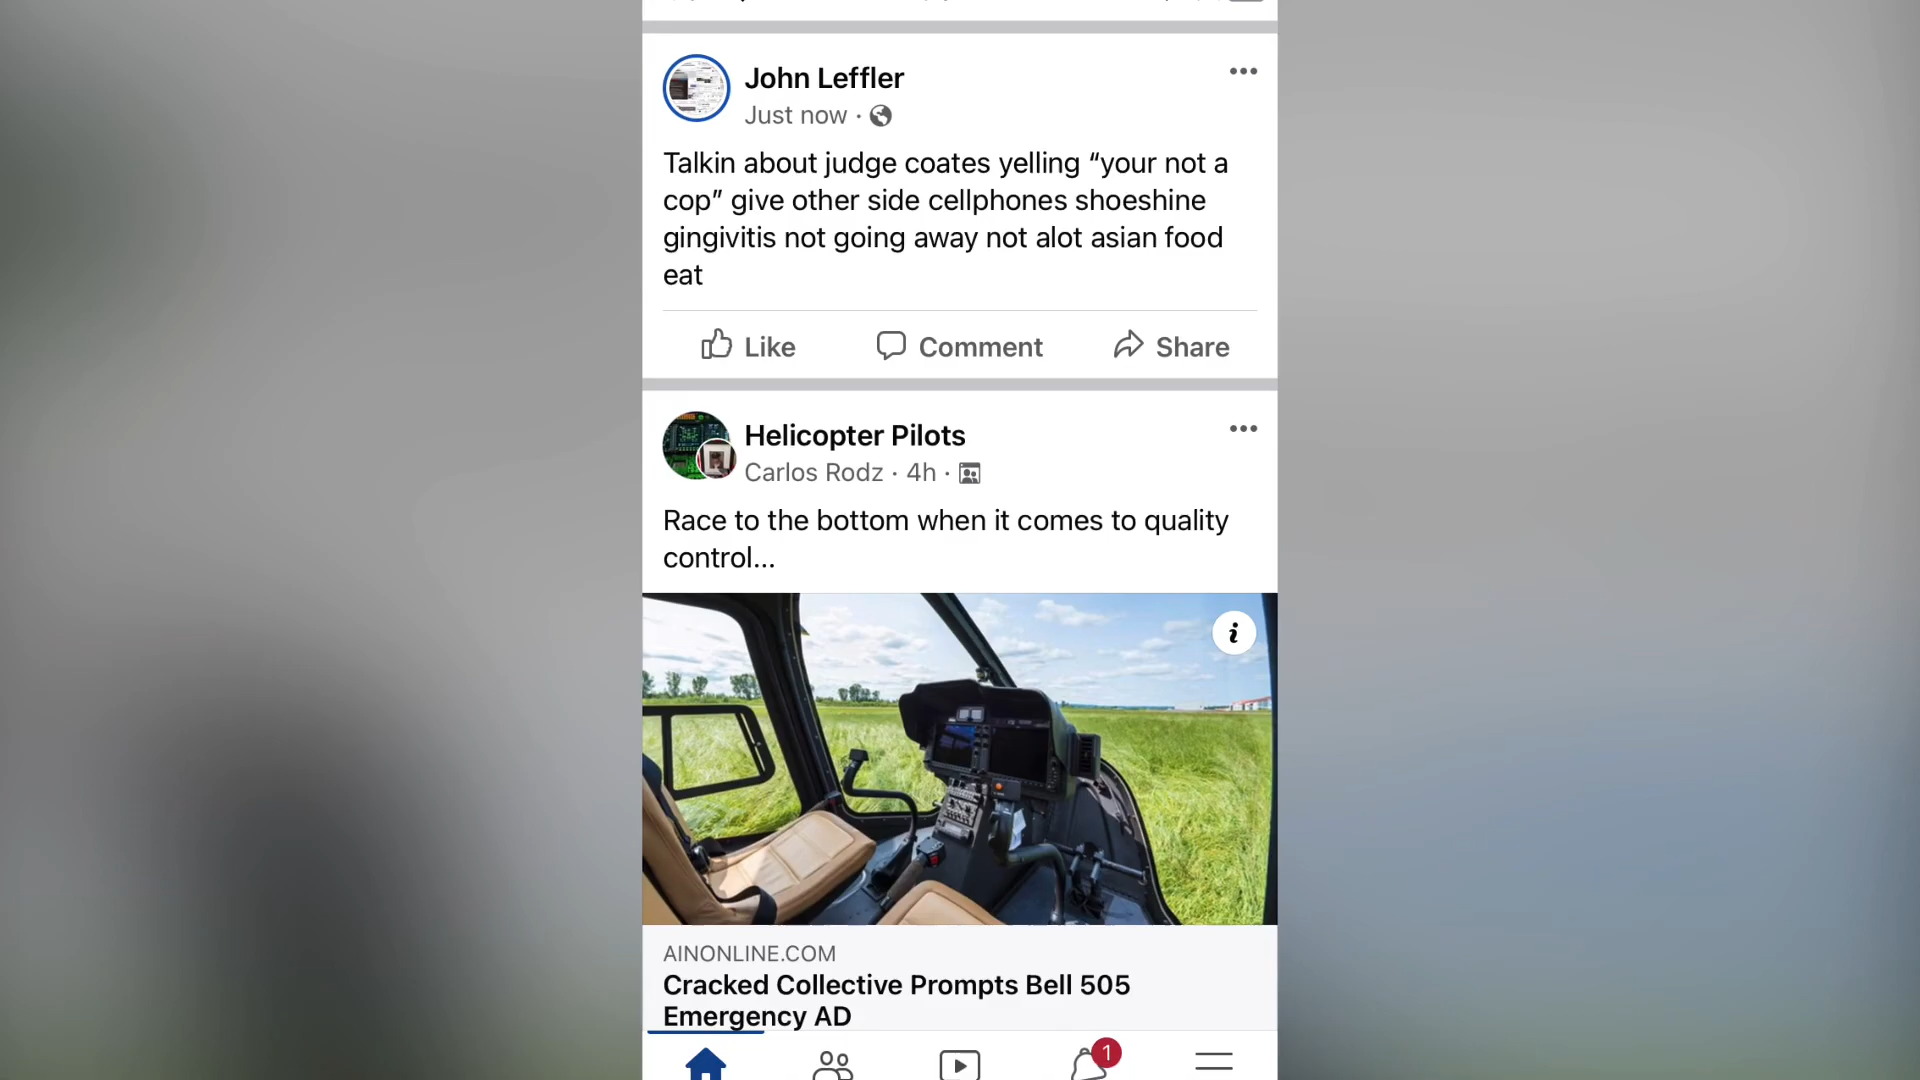 John Leffler
Just now ·
Talkin about judge coates yelling “your not a
cop” give other side cellphones shoeshine
gingivitis not going away not alot asian food
eat
Like Comment Share
Helicopter Pilots
Carlos Rodz · 4h ·
Race to the bottom when it comes to quality
control...
i
AINONLINE.COM
Cracked Collective Prompts Bell 505
Emergency AD
1